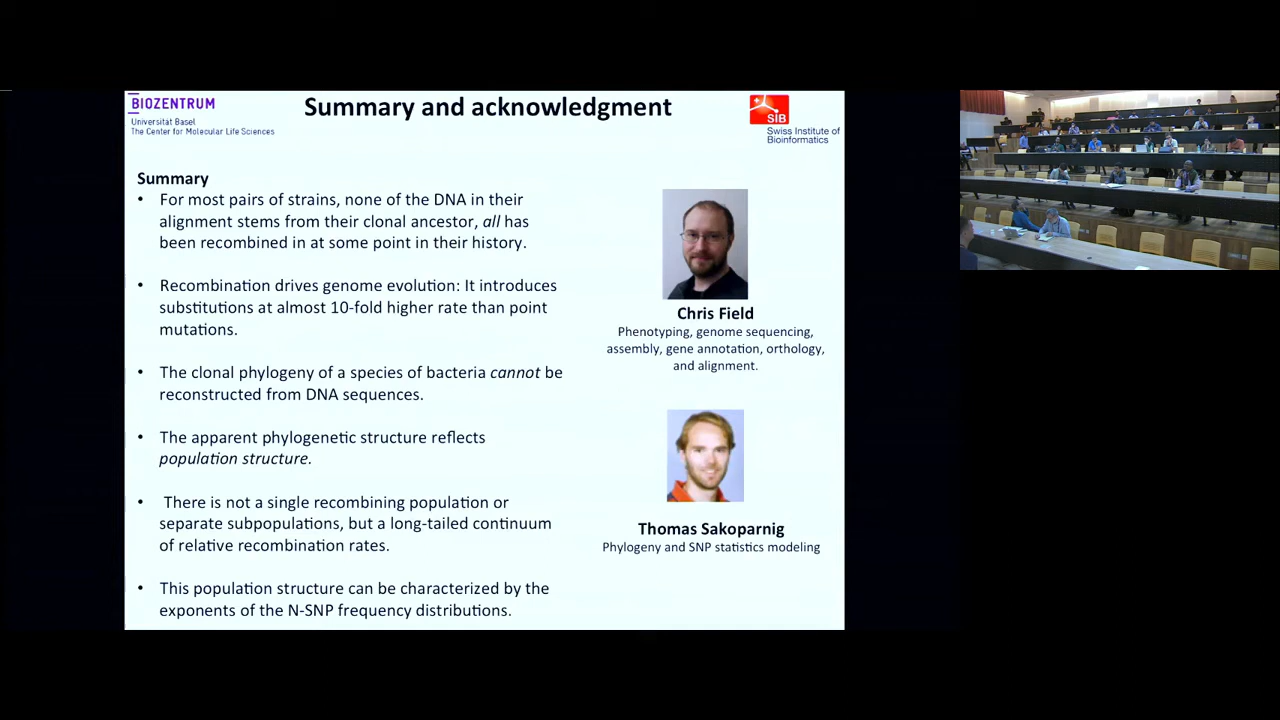 BIOZENTRUM
Universität Basel
The Center for Molecular Life Sciences
Summary and acknowledgment
SIB
Swiss Institute of
Bioinformatics
Summary
• For most pairs of strains, none of the DNA in their
alignment stems from their clonal ancestor, all has
been recombined in at some point in their history.
• Recombination drives genome evolution: It introduces
substitutions at almost 10-fold higher rate than point
mutations.
• The clonal phylogeny of a species of bacteria cannot be
reconstructed from DNA sequences.
• The apparent phylogenetic structure reflects
population structure.
• There is not a single recombining population or
separate subpopulations, but a long-tailed continuum
of relative recombination rates.
• This population structure can be characterized by the
exponents of the N-SNP frequency distributions.
Chris Field
Phenotyping, genome sequencing,
assembly, gene annotation, orthology,
and alignment.
Thomas Sakoparnig
Phylogeny and SNP statistics modeling